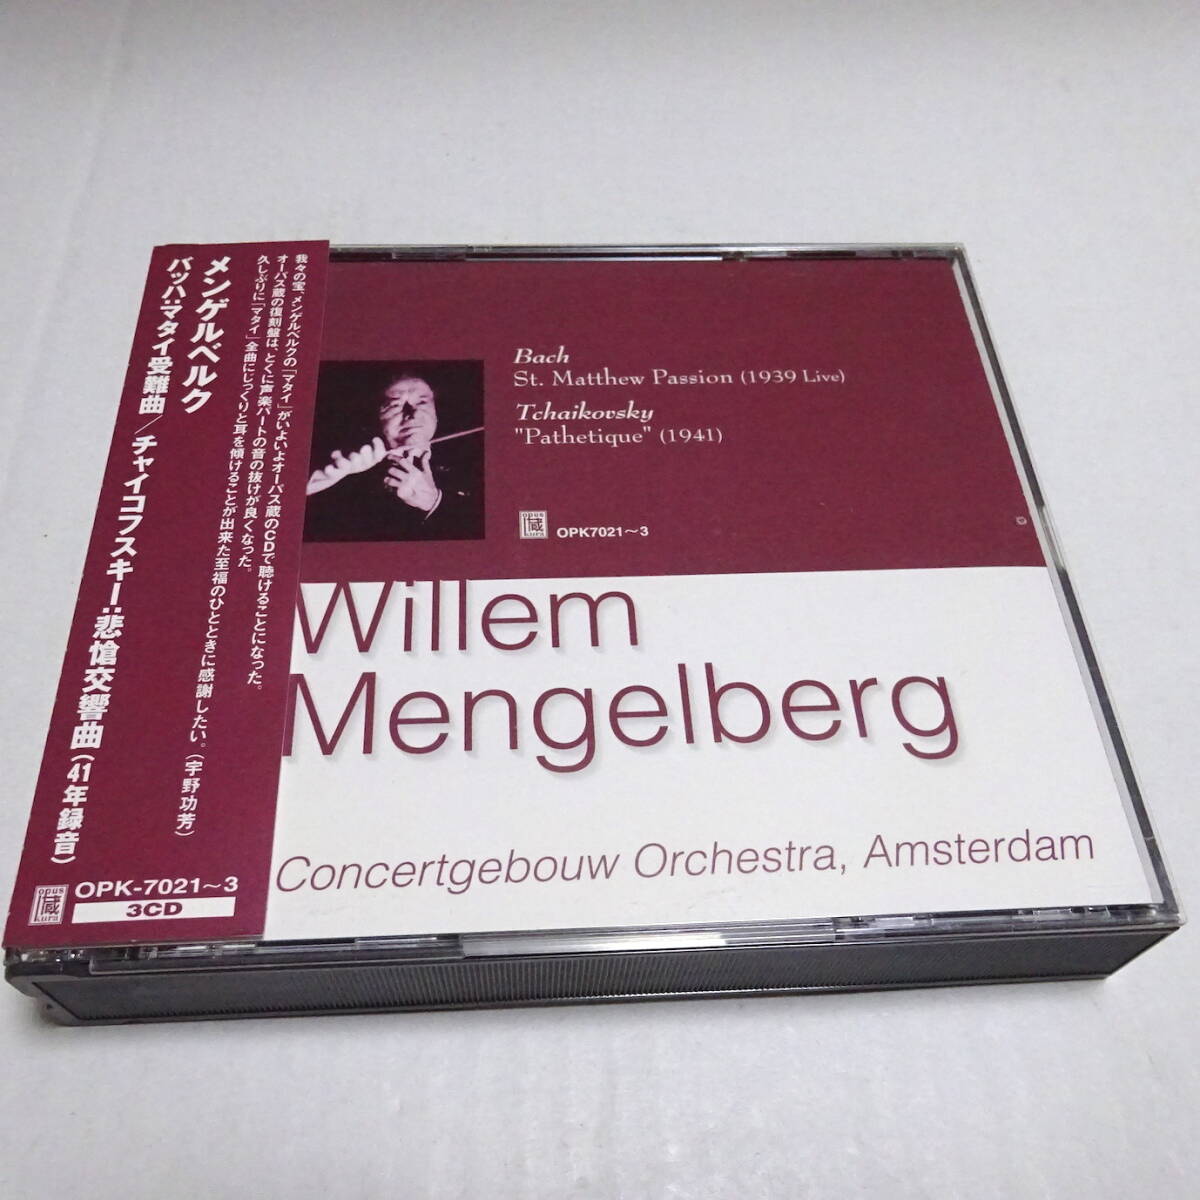 メンゲルベルク
バッハ:マタイ受難曲/チャイコフスキー:悲愴交響曲(41年録音)
我々の宝、メンゲルベルクの「マタイ」がいよいよオーパス蔵のCDで聴けることになった。
オーパス蔵の復刻盤は、とくに声楽パートの音の抜けが良くなった。
久しぶりに「マタイ」全曲にじっくりと耳を傾けることが出来た至福のひとときに感謝したい。(宇野功芳)
opus
蔵
kura
OPK-7021〜3
3CD
Bach
St. Matthew Passion (1939 Live)
Tchaikovsky
"Pathetique" (1941)
opus
蔵
kura
OPK7021〜3
Willem
Mengelberg
Concertgebouw Orchestra, Amsterdam